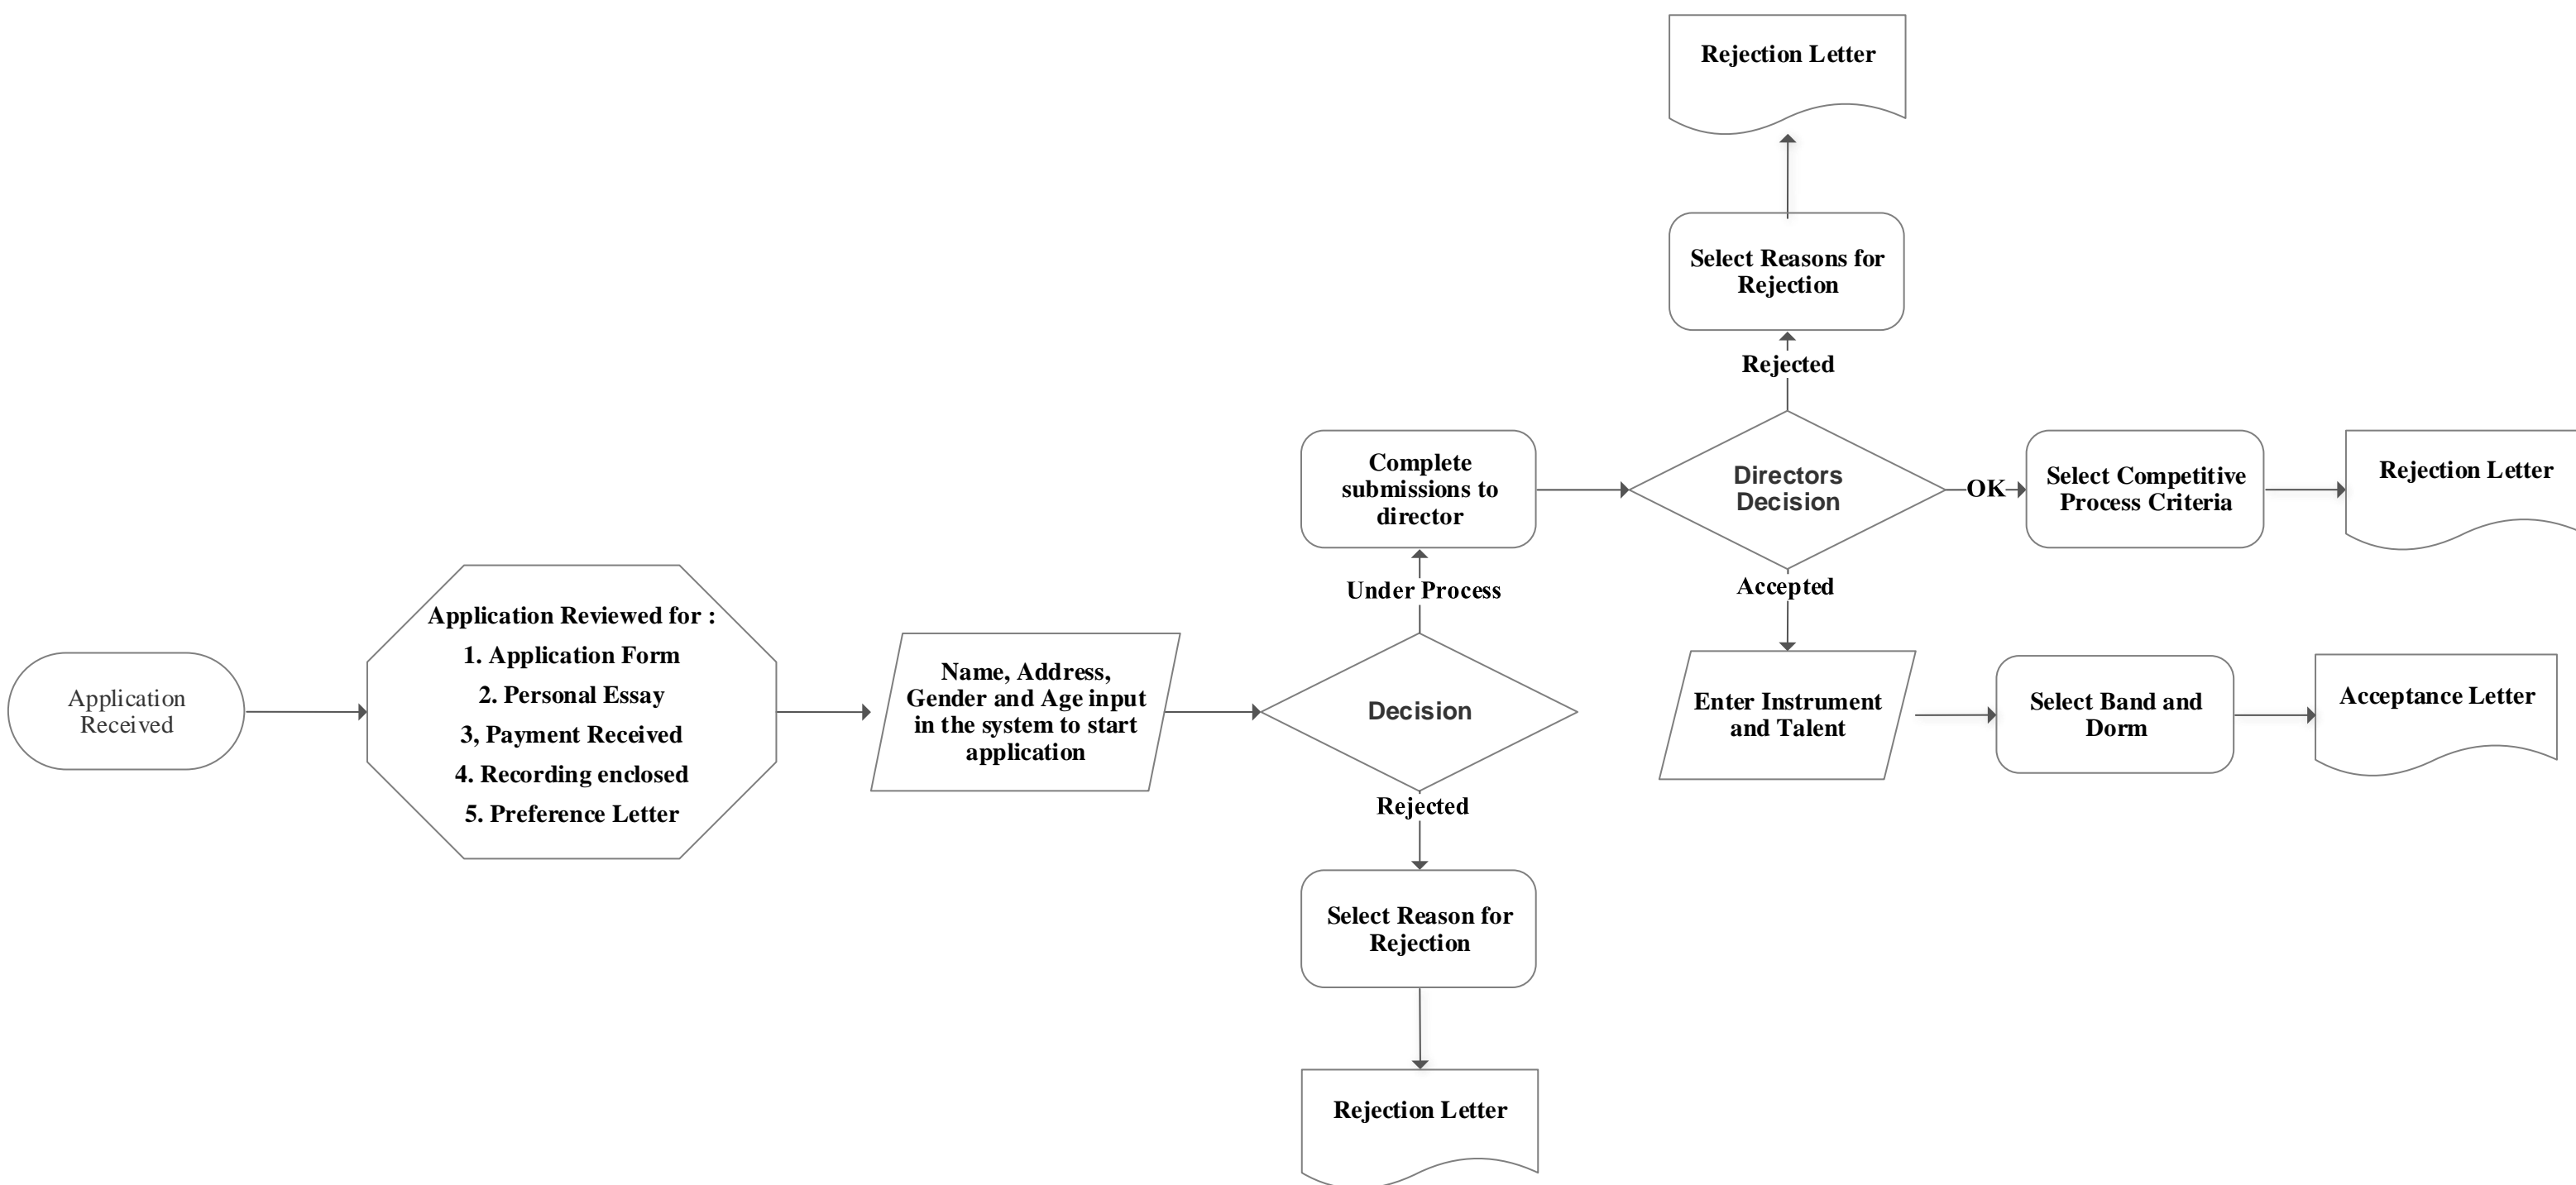 Rejection Letter
Select Reasons for
Rejection
Rejected
Complete
submissions to
director
Directors
Decision
OK
Select Competitive
Process Criteria
Rejection Letter
Under Process
Accepted
Application
Received
Application Reviewed for :
1. Application Form
2. Personal Essay
3, Payment Received
4. Recording enclosed
5. Preference Letter
Name, Address,
Gender and Age input
in the system to start
application
Decision
Enter Instrument
and Talent
Select Band and
Dorm
Acceptance Letter
Rejected
Select Reason for
Rejection
Rejection Letter